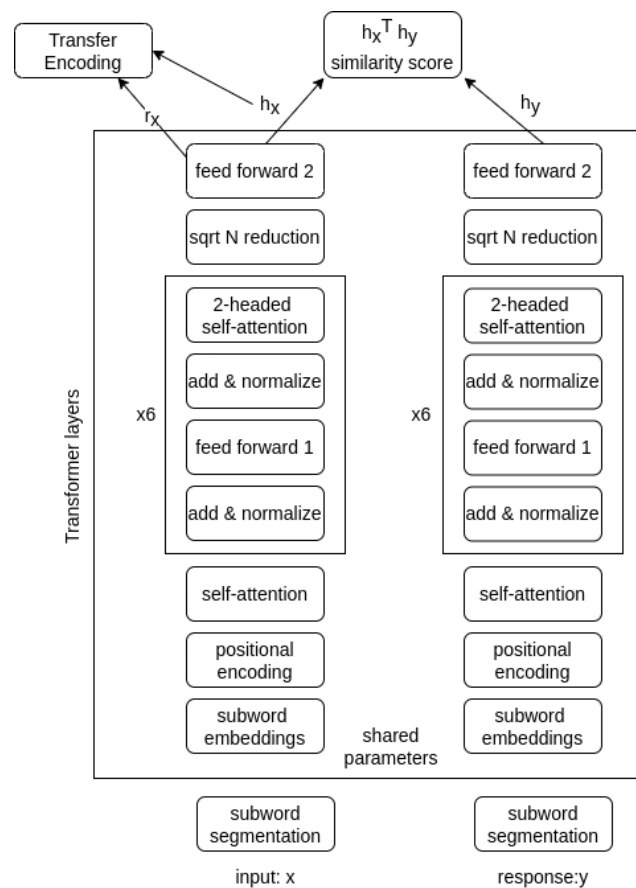 Transfer
Encoding
h_x^T h_y
similarity score
r_x
h_x
h_y
feed forward 2
feed forward 2
sqrt N reduction
sqrt N reduction
2-headed
self-attention
2-headed
self-attention
add & normalize
add & normalize
x6
x6
feed forward 1
feed forward 1
add & normalize
add & normalize
Transformer layers
self-attention
self-attention
positional
encoding
positional
encoding
subword
embeddings
subword
embeddings
shared
parameters
subword
segmentation
subword
segmentation
input: x
response:y